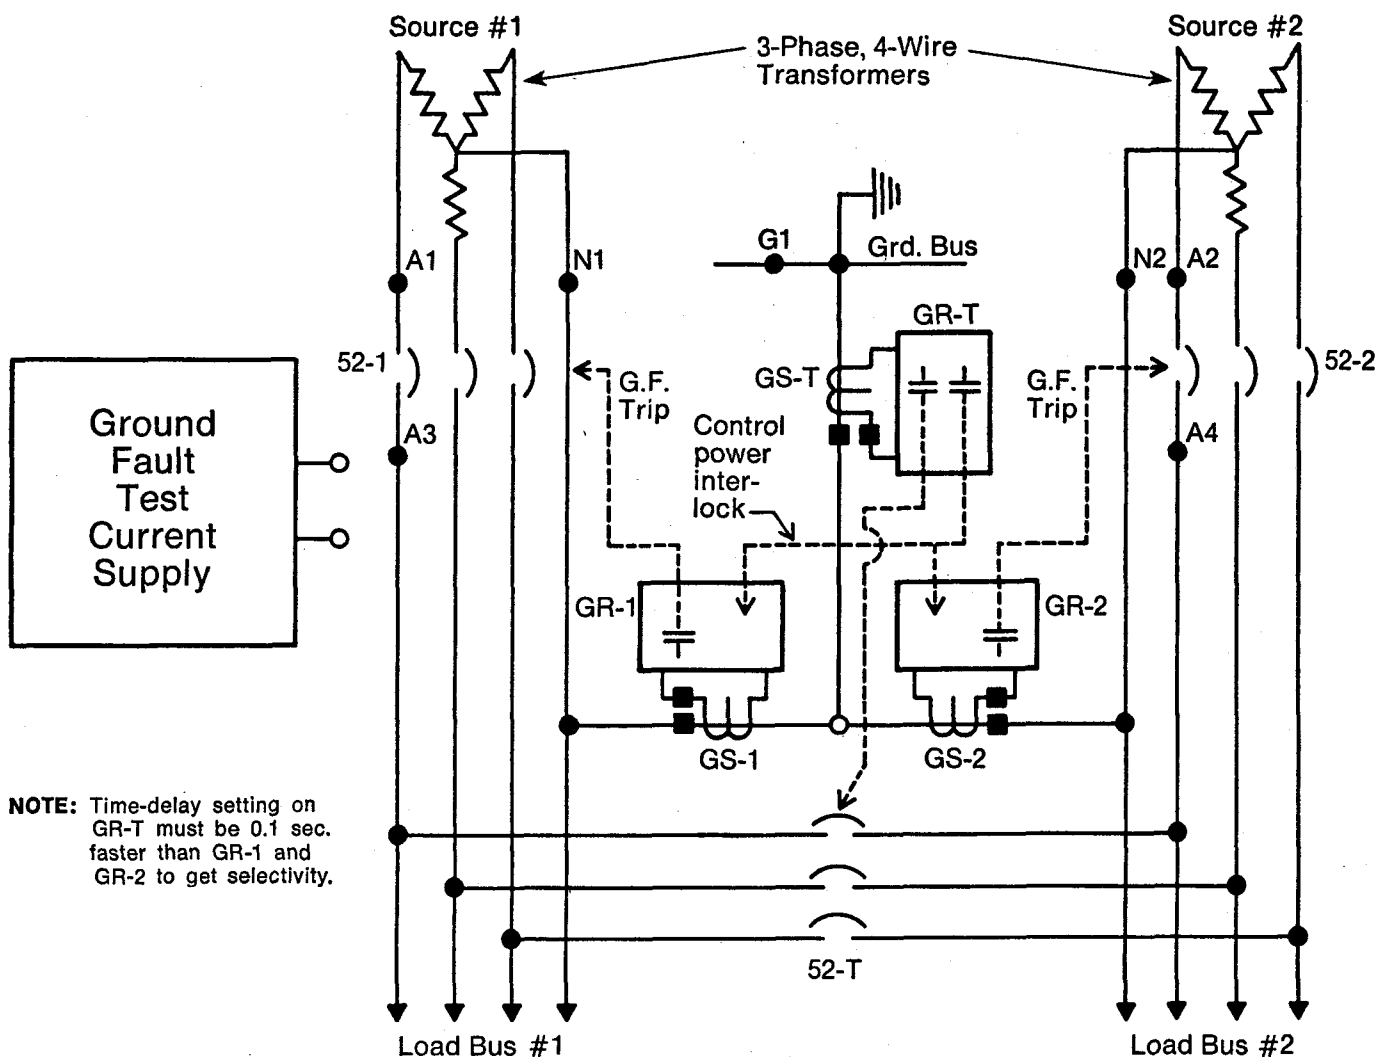 Source #1
3-Phase, 4-Wire
Transformers
Source #2
G1
Grd. Bus
A1
N1
N2
A2
GR-T
52-1
GS-T
G.F.
Trip
G.F.
Trip
52-2
Ground
Fault
Test
Current
Supply
A3
Control
power
inter-
lock
A4
GR-1
GR-2
GS-1
GS-2
NOTE: Time-delay setting on
GR-T must be 0.1 sec.
faster than GR-1 and
GR-2 to get selectivity.
52-T
Load Bus #1
Load Bus #2